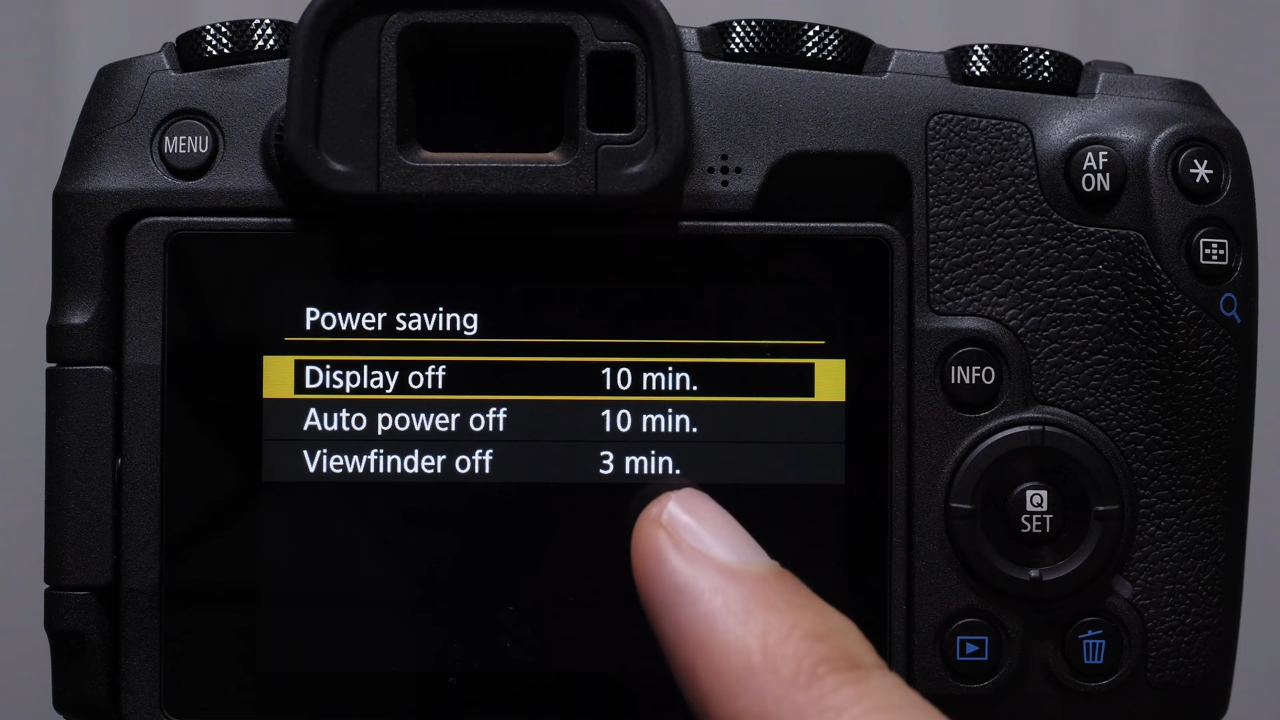 MENU
AF
ON
Power saving
Display off 10 min.
Auto power off 10 min.
Viewfinder off 3 min.
INFO
Q
SET